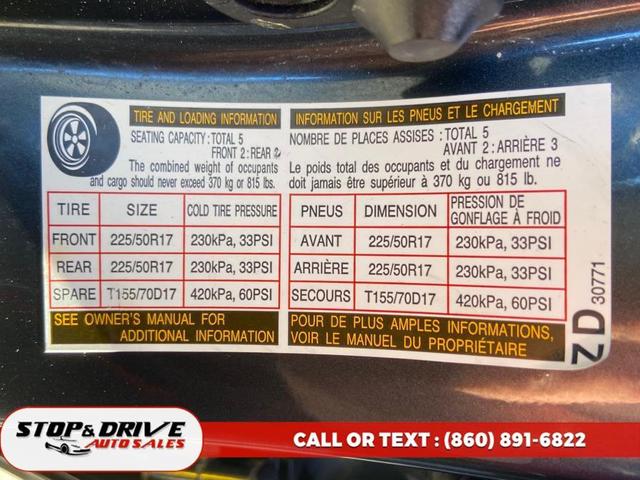 TIRE AND LOADING INFORMATION
SEATING CAPACITY : TOTAL 5
FRONT 2 : REAR
The combined weight of occupants
and cargo should never exceed 370 kg or 815 lbs.
TIRE SIZE COLD TIRE PRESSURE
FRONT 225/50R17 230kPa, 33PSI
REAR 225/50R17 230kPa, 33PSI
SPARE T155/70D17 420kPa, 60PSI
SEE OWNER'S MANUAL FOR
ADDITIONAL INFORMATION
INFORMATION SUR LES PNEUS ET LE CHARGEMENT
NOMBRE DE PLACES ASSISES : TOTAL 5
AVANT 2 : ARRIÈRE 3
Le poids total des occupants et du chargement ne
doit jamais être supérieur à 370 kg ou 815 lb.
PNEUS DIMENSION PRESSION DE
GONFLAGE À FROID
AVANT 225/50R17 230kPa, 33PSI
ARRIÈRE 225/50R17 230kPa, 33PSI
SECOURS T155/70D17 420kPa, 60PSI
POUR DE PLUS AMPLES INFORMATIONS,
VOIR LE MANUEL DU PROPRIÉTAIRE
ZD 30771
STOP & DRIVE
AUTO SALES
CALL OR TEXT : (860) 891-6822